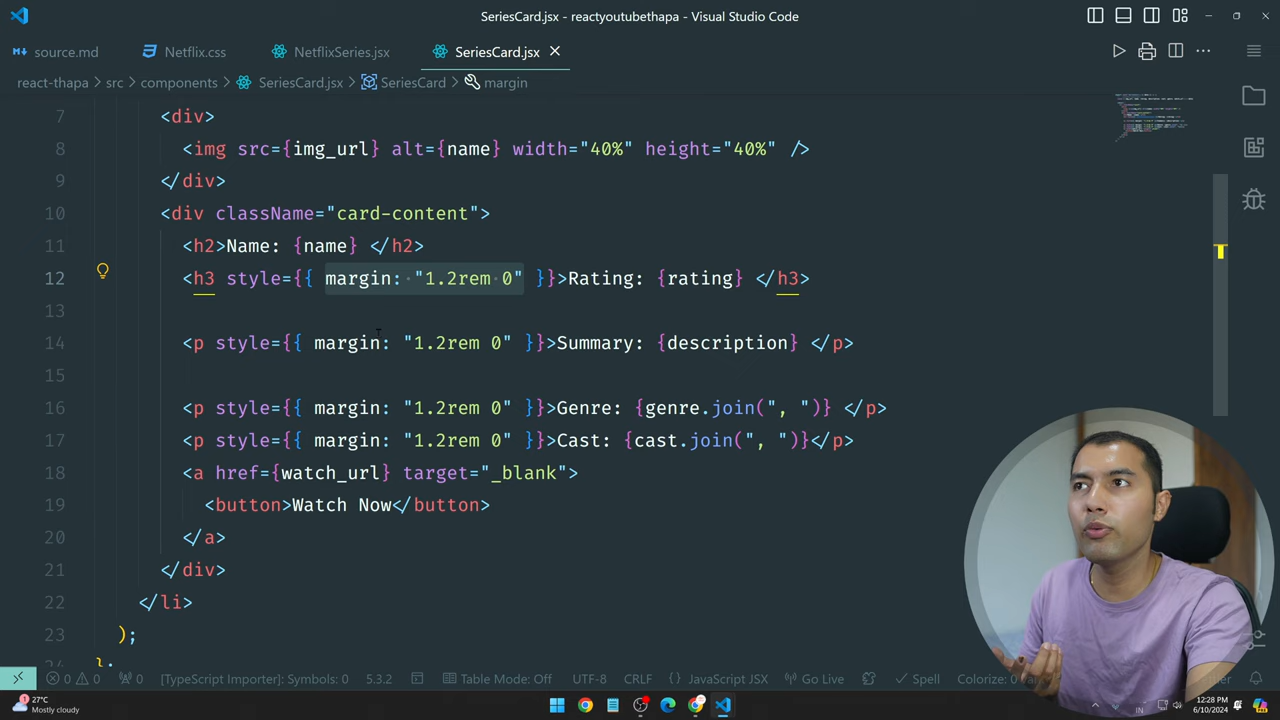 SeriesCard.jsx - reactyoutubethapa - Visual Studio Code
source.md
Netflix.css
NetflixSeries.jsx
SeriesCard.jsx
react-thapa > src > components > SeriesCard.jsx > SeriesCard > margin
7 <div>
8 <img src={img_url} alt={name} width="40%" height="40%" />
9 </div>
10 <div className="card-content">
11 <h2>Name: {name} </h2>
12 <h3 style={{ margin: "1.2rem 0" }}>Rating: {rating} </h3>
13
14 <p style={{ margin: "1.2rem 0" }}>Summary: {description} </p>
15
16 <p style={{ margin: "1.2rem 0" }}>Genre: {genre.join(", ")} </p>
17 <p style={{ margin: "1.2rem 0" }}>Cast: {cast.join(", ")}</p>
18 <a href={watch_url} target="_blank">
19 <button>Watch Now</button>
20 </a>
21 </div>
22 </li>
23 );
0 0 0 [TypeScript Importer]: Symbols: 0 5.3.2 Table Mode: Off UTF-8 CRLF { } JavaScript JSX Go Live Spell Colorize: 0
27°C
Mostly cloudy
IN
12:28 PM
6/10/2024